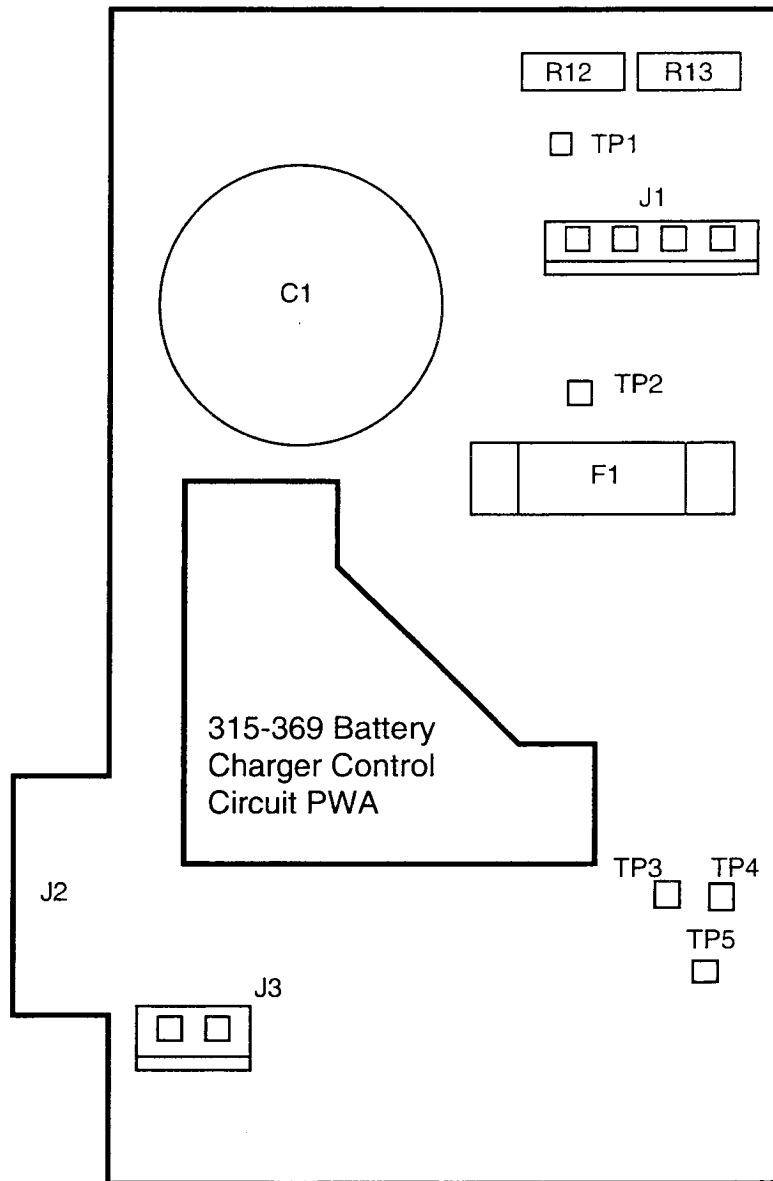 R12 R13
TP1
J1
C1
TP2
F1
315-369 Battery
Charger Control
Circuit PWA
TP3 TP4
J2
TP5
J3